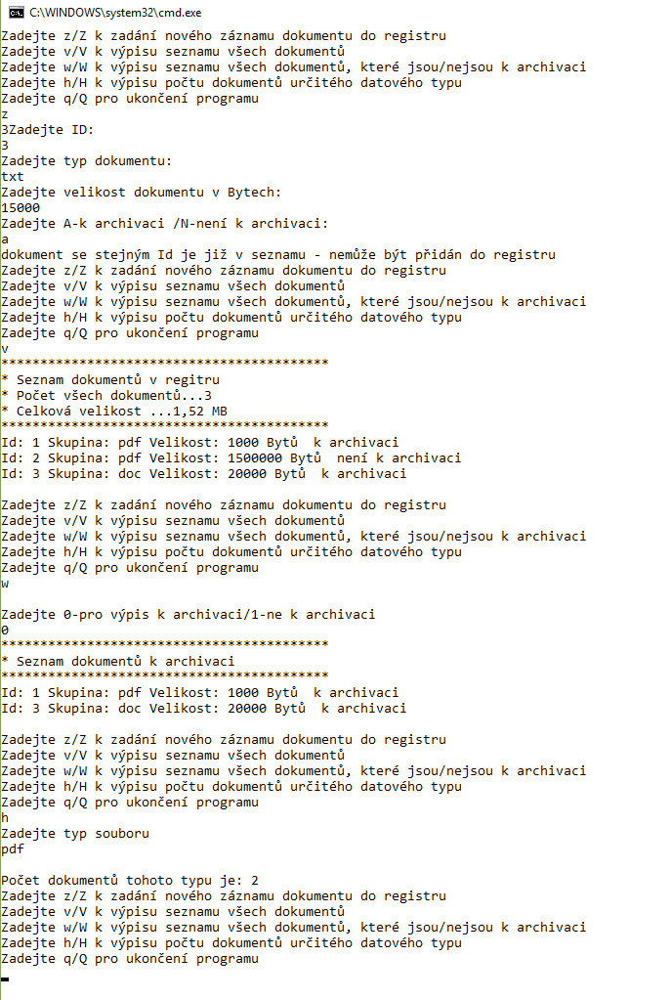 C:\WINDOWS\system32\cmd.exe
Zadejte z/Z k zadání nového záznamu dokumentu do registru
Zadejte v/V k výpisu seznamu všech dokumentů
Zadejte w/W k výpisu seznamu všech dokumentů, které jsou/nejsou k archivaci
Zadejte h/H k výpisu počtu dokumentů určitého datového typu
Zadejte q/Q pro ukončení programu
z
3Zadejte ID:
3
Zadejte typ dokumentu:
txt
Zadejte velikost dokumentu v Bytech:
15000
Zadejte A-k archivaci /N-není k archivaci:
a
dokument se stejným Id je již v seznamu - nemůže být přidán do registru
Zadejte z/Z k zadání nového záznamu dokumentu do registru
Zadejte v/V k výpisu seznamu všech dokumentů
Zadejte w/W k výpisu seznamu všech dokumentů, které jsou/nejsou k archivaci
Zadejte h/H k výpisu počtu dokumentů určitého datového typu
Zadejte q/Q pro ukončení programu
v
******************************************
* Seznam dokumentů v regitru
* Počet všech dokumentů...3
* Celková velikost ...1,52 MB
******************************************
Id: 1 Skupina: pdf Velikost: 1000 Bytů  k archivaci
Id: 2 Skupina: pdf Velikost: 1500000 Bytů  není k archivaci
Id: 3 Skupina: doc Velikost: 20000 Bytů  k archivaci

Zadejte z/Z k zadání nového záznamu dokumentu do registru
Zadejte v/V k výpisu seznamu všech dokumentů
Zadejte w/W k výpisu seznamu všech dokumentů, které jsou/nejsou k archivaci
Zadejte h/H k výpisu počtu dokumentů určitého datového typu
Zadejte q/Q pro ukončení programu
w

Zadejte 0-pro výpis k archivaci/1-ne k archivaci
0
******************************************
* Seznam dokumentů k archivaci
******************************************
Id: 1 Skupina: pdf Velikost: 1000 Bytů  k archivaci
Id: 3 Skupina: doc Velikost: 20000 Bytů  k archivaci

Zadejte z/Z k zadání nového záznamu dokumentu do registru
Zadejte v/V k výpisu seznamu všech dokumentů
Zadejte w/W k výpisu seznamu všech dokumentů, které jsou/nejsou k archivaci
Zadejte h/H k výpisu počtu dokumentů určitého datového typu
Zadejte q/Q pro ukončení programu
h
Zadejte typ souboru
pdf

Počet dokumentů tohoto typu je: 2
Zadejte z/Z k zadání nového záznamu dokumentu do registru
Zadejte v/V k výpisu seznamu všech dokumentů
Zadejte w/W k výpisu seznamu všech dokumentů, které jsou/nejsou k archivaci
Zadejte h/H k výpisu počtu dokumentů určitého datového typu
Zadejte q/Q pro ukončení programu